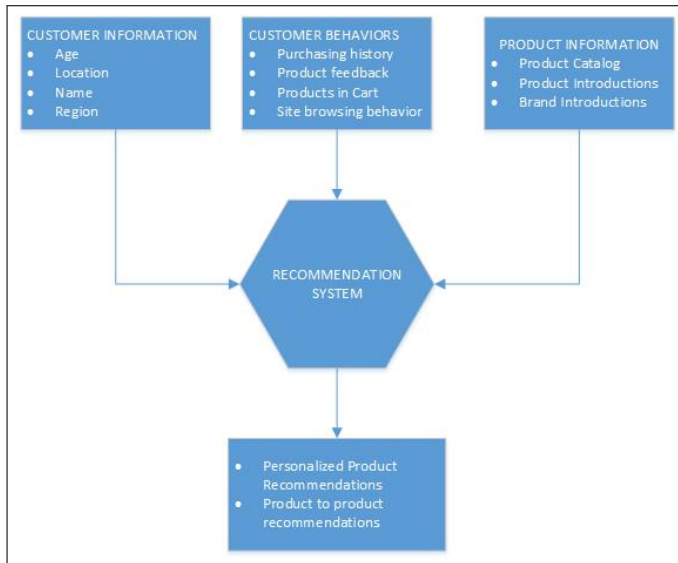 CUSTOMER INFORMATION
• Age
• Location
• Name
• Region
CUSTOMER BEHAVIORS
• Purchasing history
• Product feedback
• Products in Cart
• Site browsing behavior
PRODUCT INFORMATION
• Product Catalog
• Product Introductions
• Brand Introductions
RECOMMENDATION
SYSTEM
• Personalized Product
Recommendations
• Product to product
recommendations